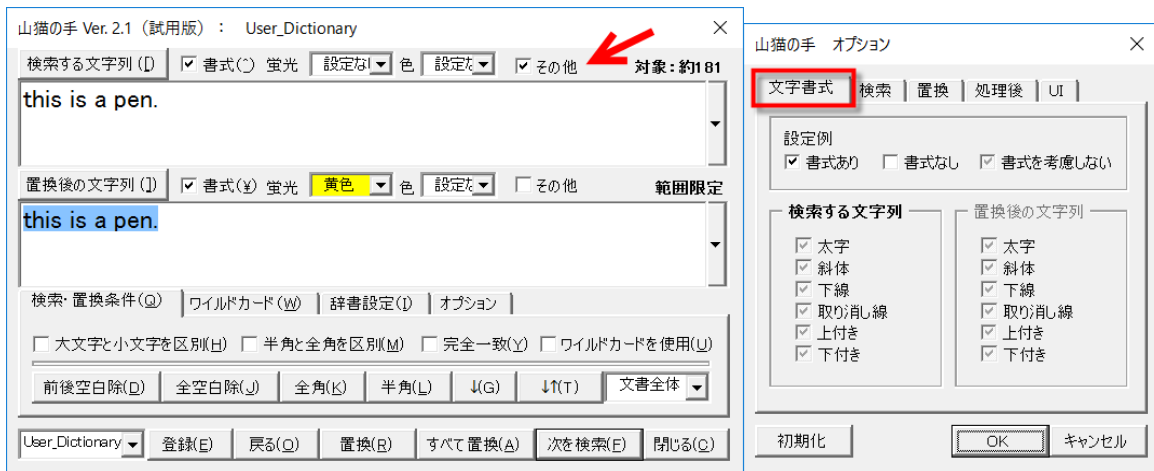 山猫の手 Ver. 2.1（試用版） ： User_Dictionary
検索する文字列 ([) 書式(^) 蛍光 設定なし 色 設定な その他 対象：約181
this is a pen.
置換後の文字列 (]) 書式(¥) 蛍光 黄色 色 設定な その他 範囲限定
this is a pen.
検索・置換条件(Q) ワイルドカード(W) 辞書設定(I) オプション
大文字と小文字を区別(H) 半角と全角を区別(M) 完全一致(Y) ワイルドカードを使用(U)
前後空白除(D) 全空白除(J) 全角(K) 半角(L) ↓(G) ↓↑(T) 文書全体
User_Dictionary 登録(E) 戻る(O) 置換(R) すべて置換(A) 次を検索(F) 閉じる(C)
山猫の手 オプション
文字書式 検索 置換 処理後 UI
設定例
書式あり 書式なし 書式を考慮しない
検索する文字列 置換後の文字列
太字 太字
斜体 斜体
下線 下線
取り消し線 取り消し線
上付き 上付き
下付き 下付き
初期化 OK キャンセル